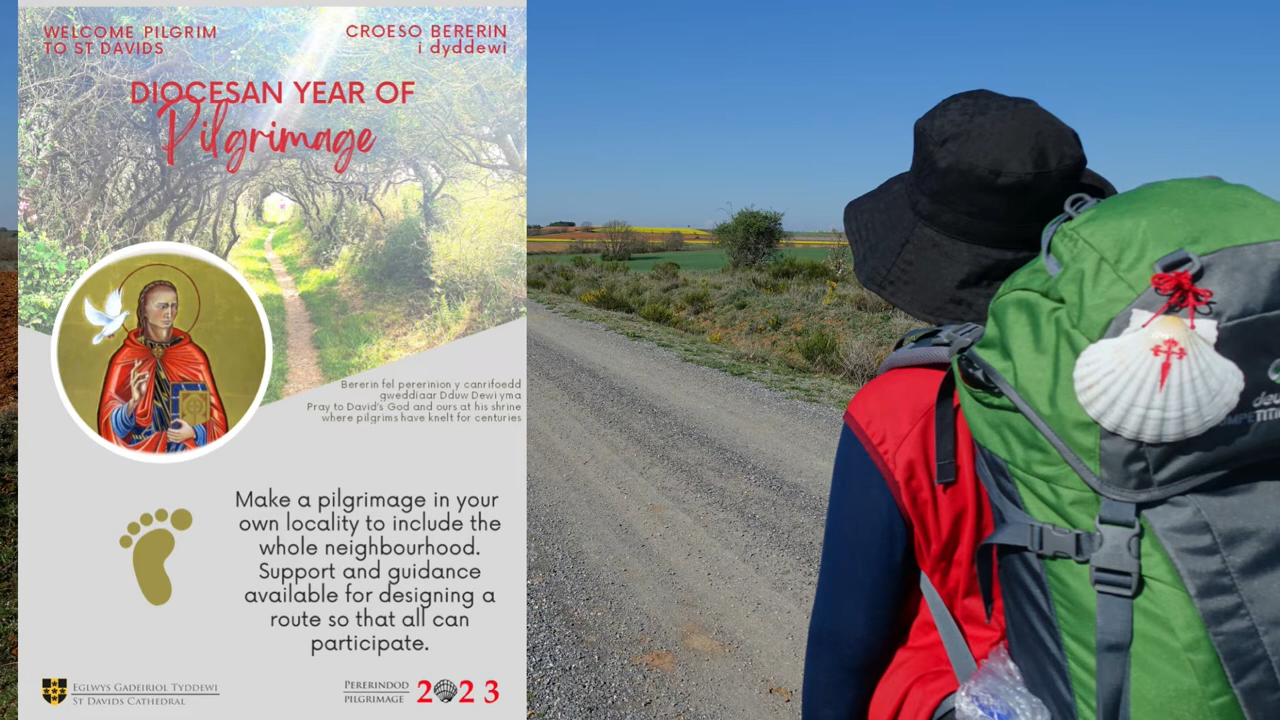 WELCOME PILGRIM
TO ST DAVIDS
CROESO BERERIN
i dyddewi
DIOCESAN YEAR OF
Pilgrimage
Bererin fel pererinion y canrifoedd
gweddiaar Dduw Dewi yma
Pray to David's God and ours at his shrine
where pilgrims have knelt for centuries
Make a pilgrimage in your
own locality to include the
whole neighbourhood.
Support and guidance
available for designing a
route so that all can
participate.
EGLWYS GADEIRIOL TYDDEWI
ST DAVIDS CATHEDRAL
PERERINDOD
PILGRIMAGE
2023